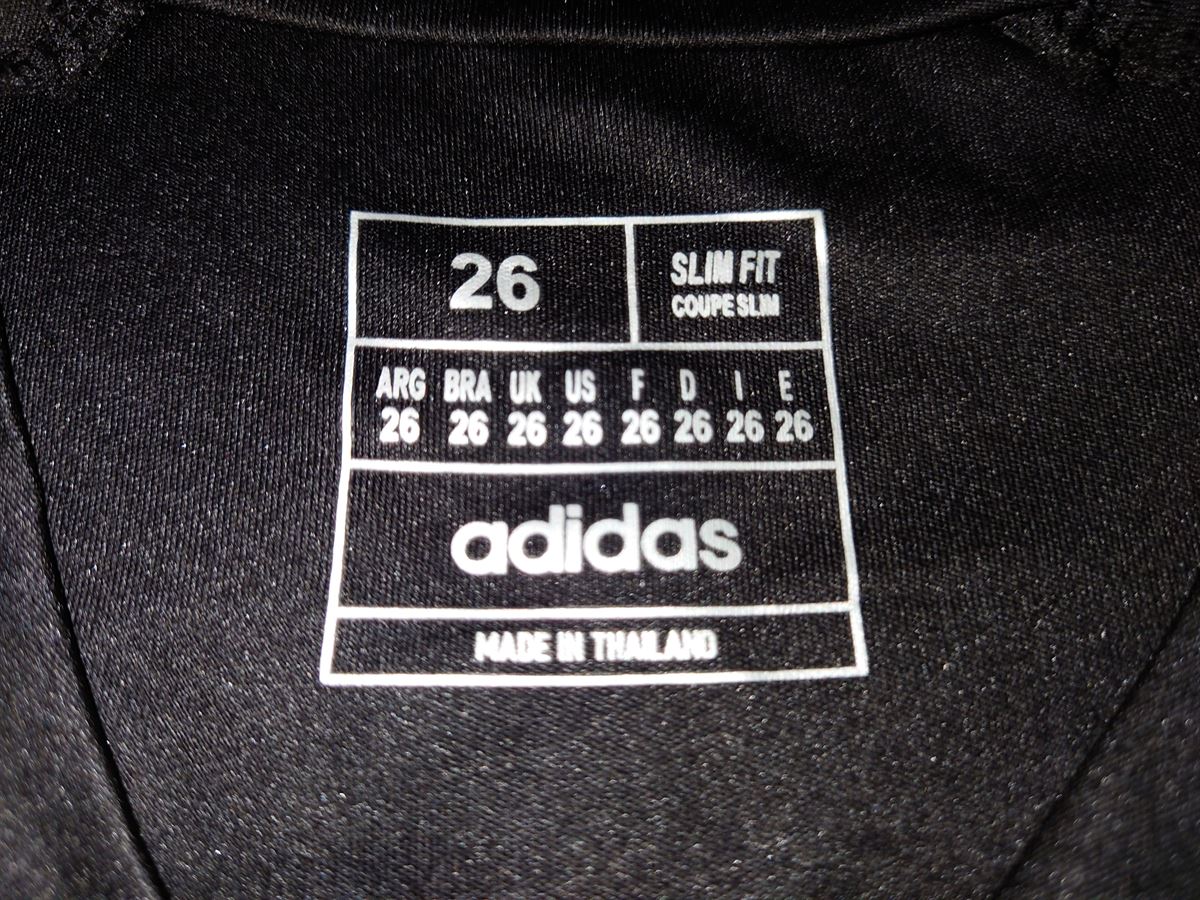 26
SLIM FIT
COUPE SLIM
ARG BRA UK US F D I E
26 26 26 26 26 26 26 26
adidas
MADE IN THAILAND